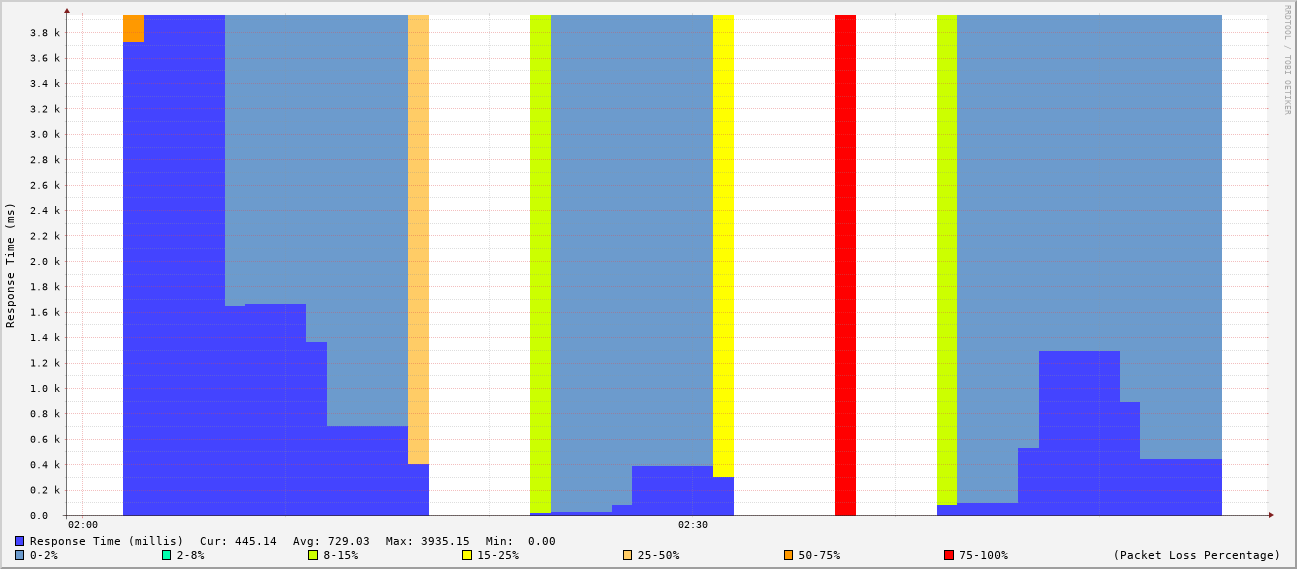 RRDTOOL / TOBI OETIKER
Response Time (ms)
3.8 k
3.6 k
3.4 k
3.2 k
3.0 k
2.8 k
2.6 k
2.4 k
2.2 k
2.0 k
1.8 k
1.6 k
1.4 k
1.2 k
1.0 k
0.8 k
0.6 k
0.4 k
0.2 k
0.0
02:00 02:30
Response Time (millis) Cur: 445.14 Avg: 729.03 Max: 3935.15 Min: 0.00
0-2% 2-8% 8-15% 15-25% 25-50% 50-75% 75-100% (Packet Loss Percentage)